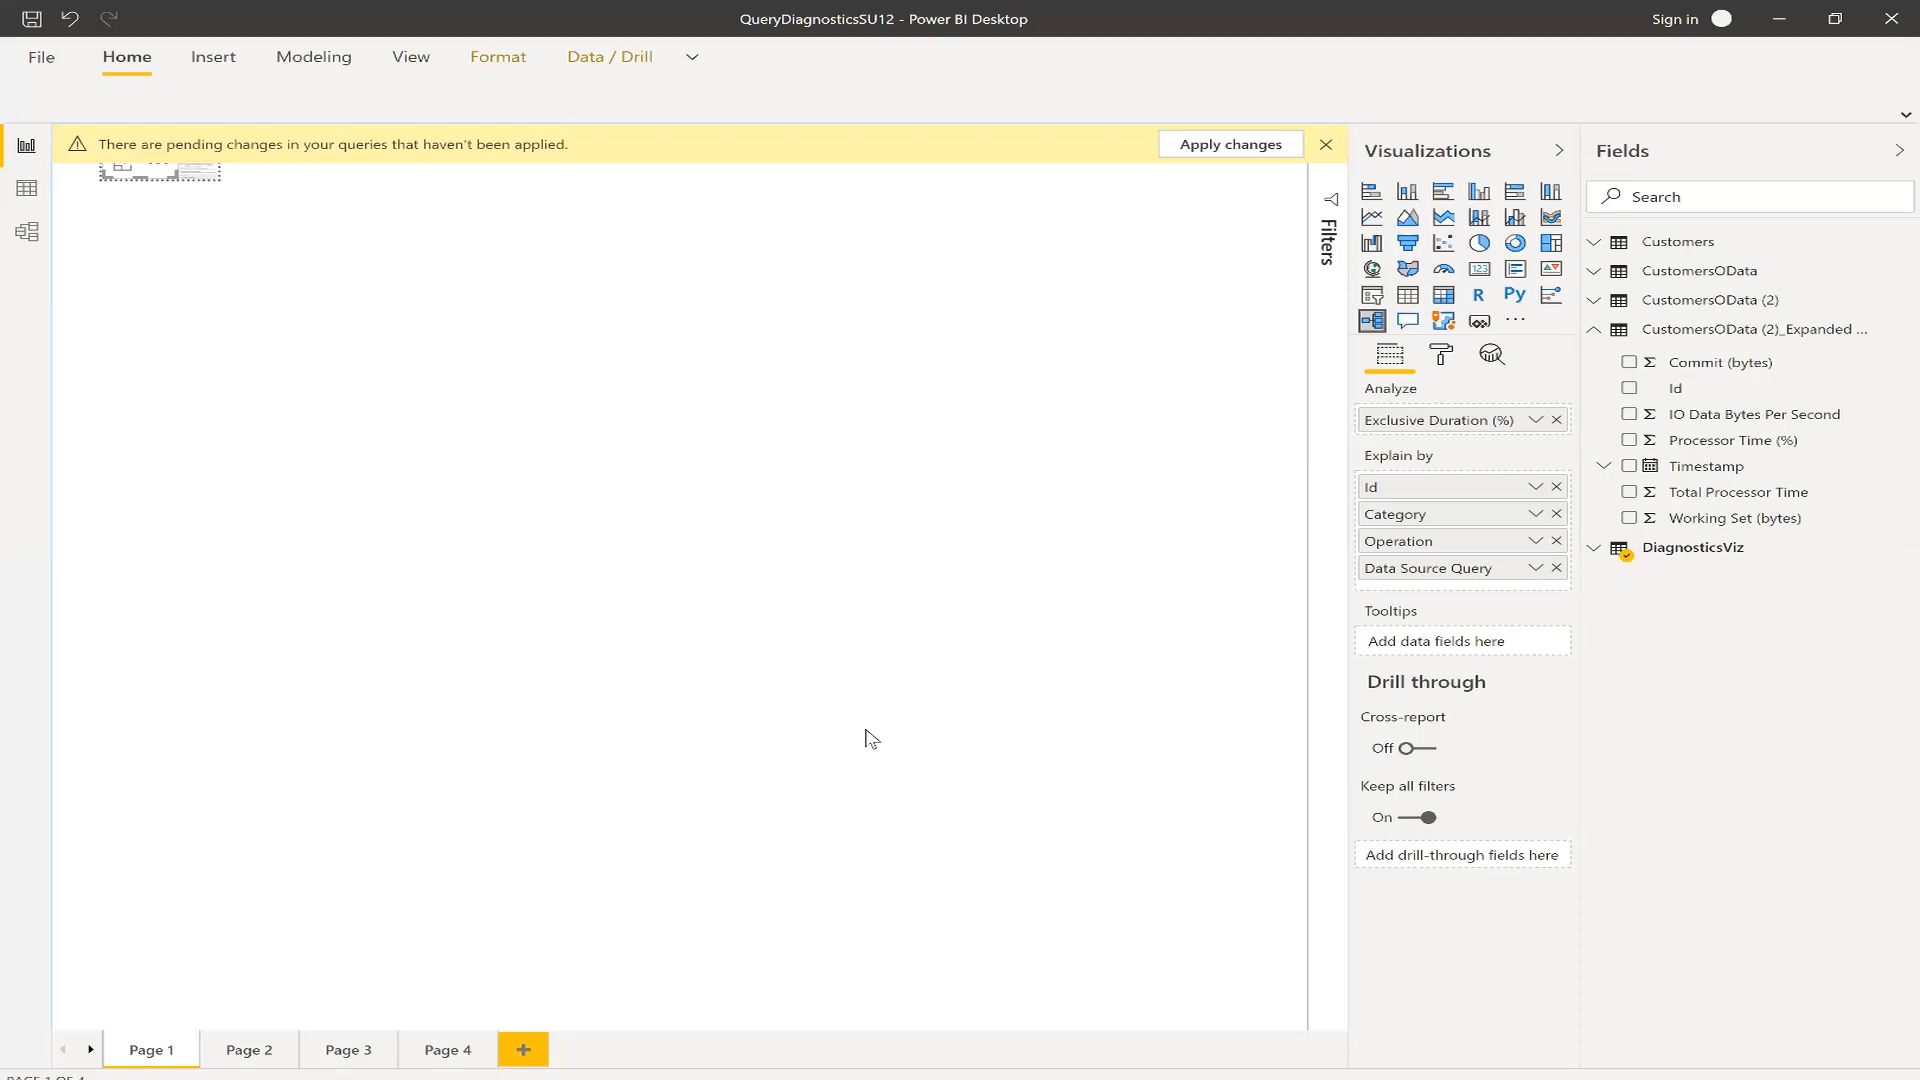 QueryDiagnosticsSU12 - Power BI Desktop
Sign in
File Home Insert Modeling View Format Data / Drill
There are pending changes in your queries that haven't been applied.
Apply changes
Filters
Visualizations
123
R Py
Analyze
Exclusive Duration (%)
Explain by
Id
Category
Operation
Data Source Query
Tooltips
Add data fields here
Drill through
Cross-report
Off
Keep all filters
On
Add drill-through fields here
Fields
Search
Customers
CustomersOData
CustomersOData (2)
CustomersOData (2)_Expanded ...
Commit (bytes)
Id
IO Data Bytes Per Second
Processor Time (%)
Timestamp
Total Processor Time
Working Set (bytes)
DiagnosticsViz
Page 1 Page 2 Page 3 Page 4 +
PAGE 1 OF 4